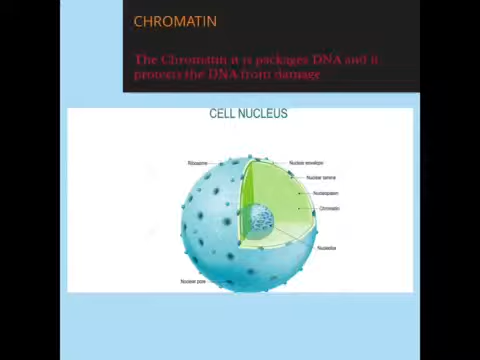 CHROMATIN
The Chromatin it is packages DNA and it
protests the DNA from damage
CELL NUCLEUS
Ribosome
Nuclear envelope
Nuclear lamina
Nucleoplasm
Chromatin
Nucleolus
Nuclear pore